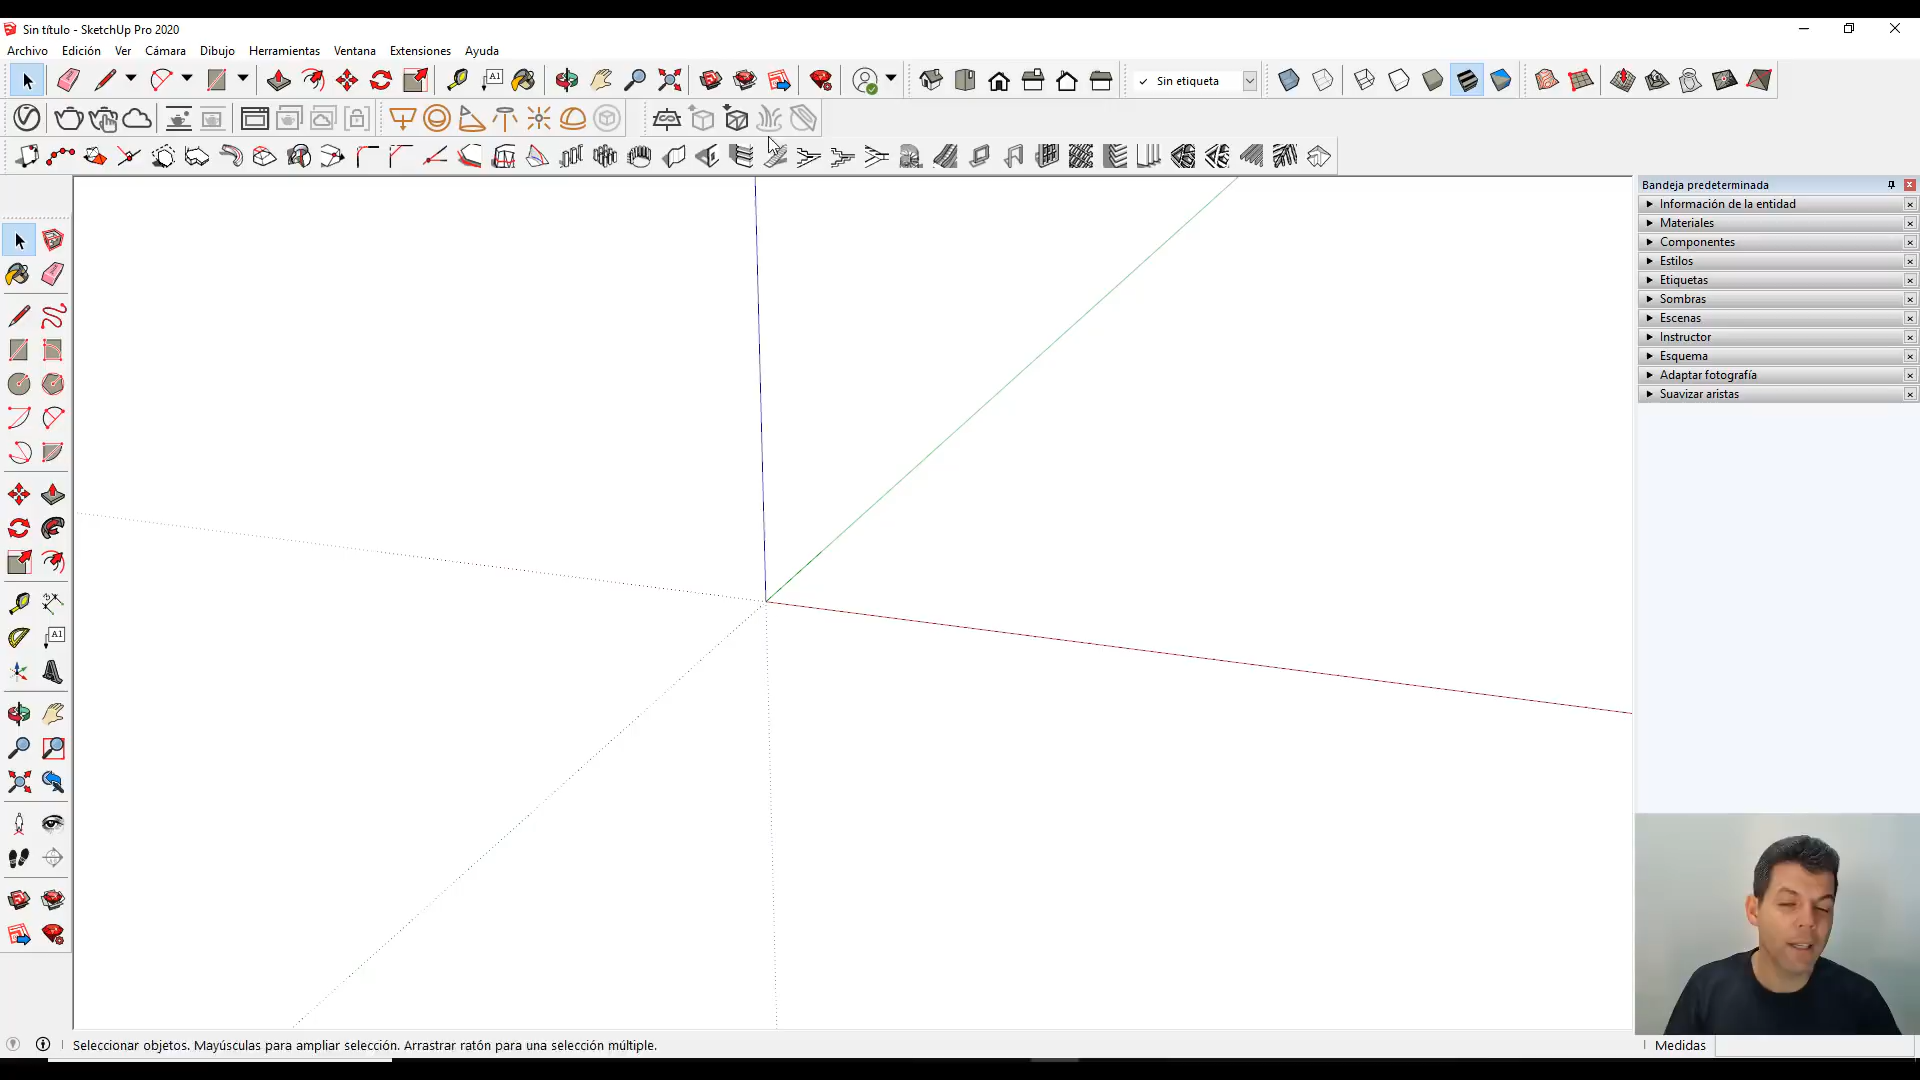 Sin título - SketchUp Pro 2020
Archivo Edición Ver Cámara Dibujo Herramientas Ventana Extensiones Ayuda
A1
Sin etiqueta
Bandeja predeterminada
Información de la entidad
Materiales
Componentes
Estilos
Etiquetas
Sombras
Escenas
Instructor
Esquema
Adaptar fotografía
Suavizar aristas
A1
Seleccionar objetos. Mayúsculas para ampliar selección. Arrastrar ratón para una selección múltiple.
Medidas